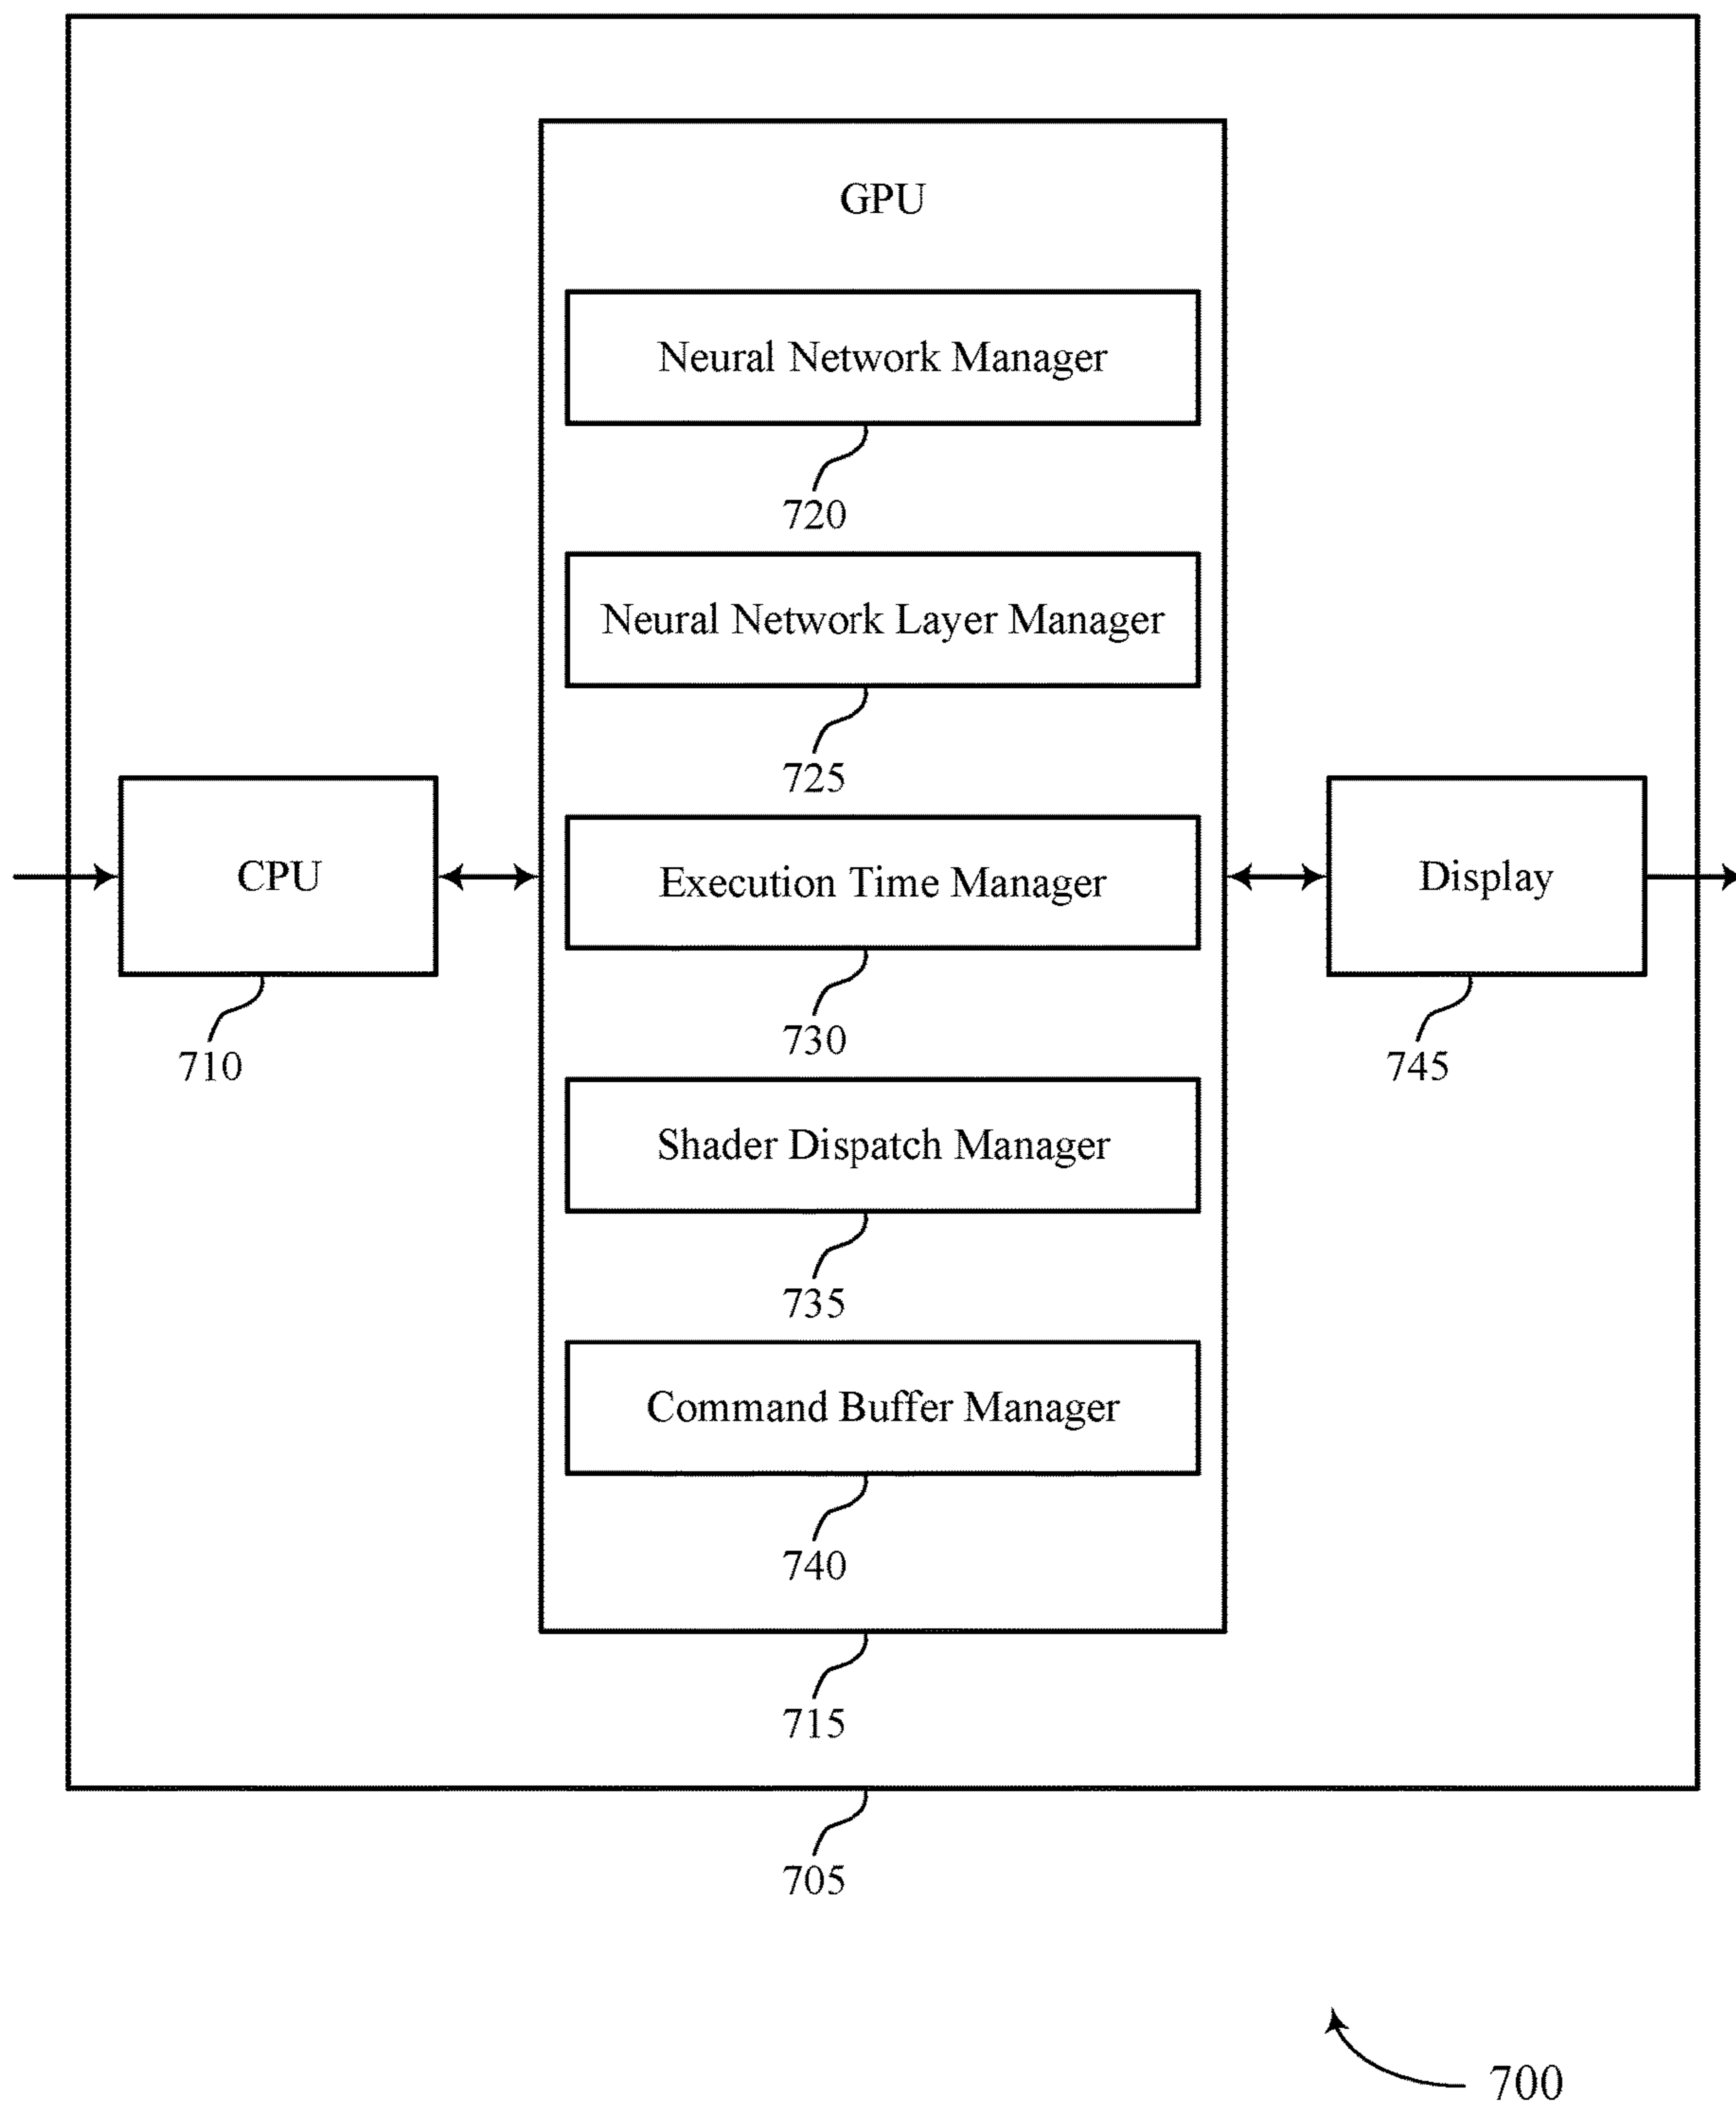 GPU
Neural Network Manager
720
Neural Network Layer Manager
725
CPU
710
Execution Time Manager
730
Display
745
Shader Dispatch Manager
735
Command Buffer Manager
740
715
705
700